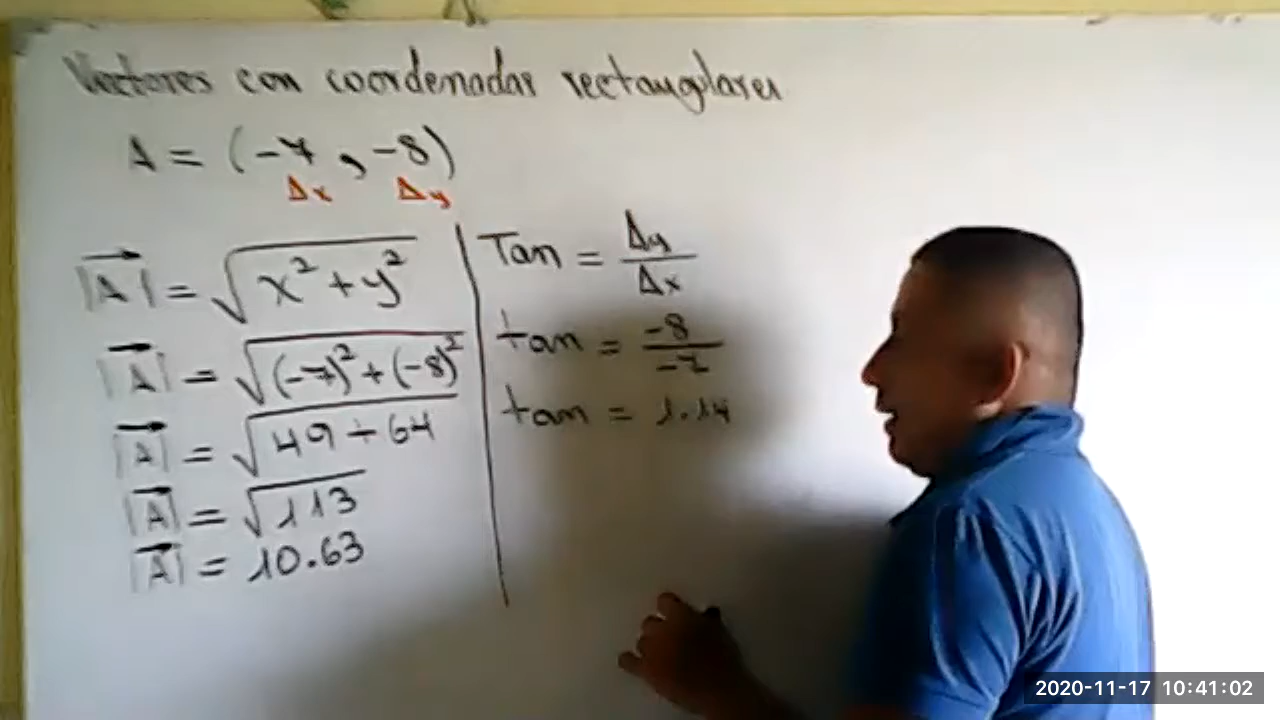 Vectores con coordenadas rectangulares
A = (-7, -8)
Δx Δy
|A| = √x² + y²
|A| = √(-7)² + (-8)²
|A| = √49 + 64
|A| = √113
|A| = 10.63
Tan = Δy/Δx
tan = -8/-7
tan = 1.14
2020-11-17 10:41:02